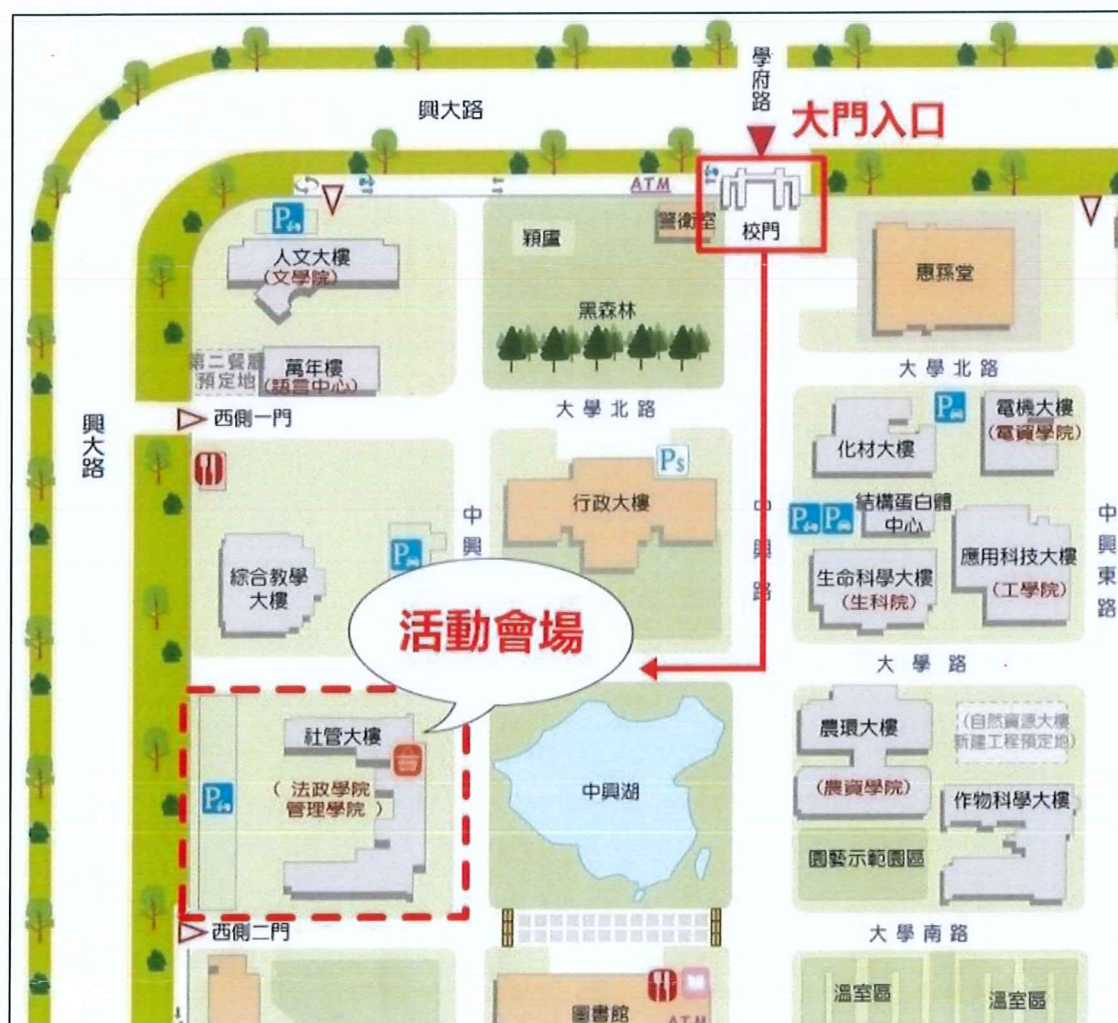 學府路
興大路
大門入口
ATM
警衛室
校門
穎廬
人文大樓
(文學院)
惠蓀堂
黑森林
第二餐廳
預定地
萬年樓
(語言中心)
大學北路
大學北路
興大路
西側一門
電機大樓
(電資學院)
化材大樓
行政大樓
中興
中興路
結構蛋白體
中心
應用科技大樓
(工學院)
中興東路
綜合教學
大樓
生命科學大樓
(生科院)
活動會場
大學路
社管大樓
(法政學院
管理學院)
中興湖
農環大樓
(農資學院)
(自然資源大樓
新建工程預定地)
作物科學大樓
園藝示範園區
西側二門
大學南路
圖書館
ATM
溫室區
溫室區